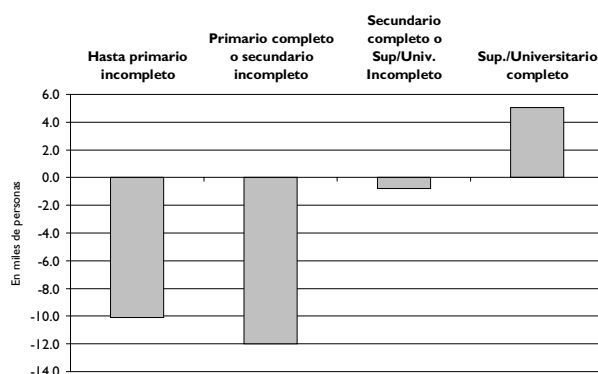 Hasta primario
incompleto
Primario completo
o secundario
incompleto
Secundario
completo o
Sup/Univ.
Incompleto
Sup./Universitario
completo
6.0
4.0
2.0
0.0
-2.0
-4.0
-6.0
-8.0
-10.0
-12.0
-14.0
En miles de personas